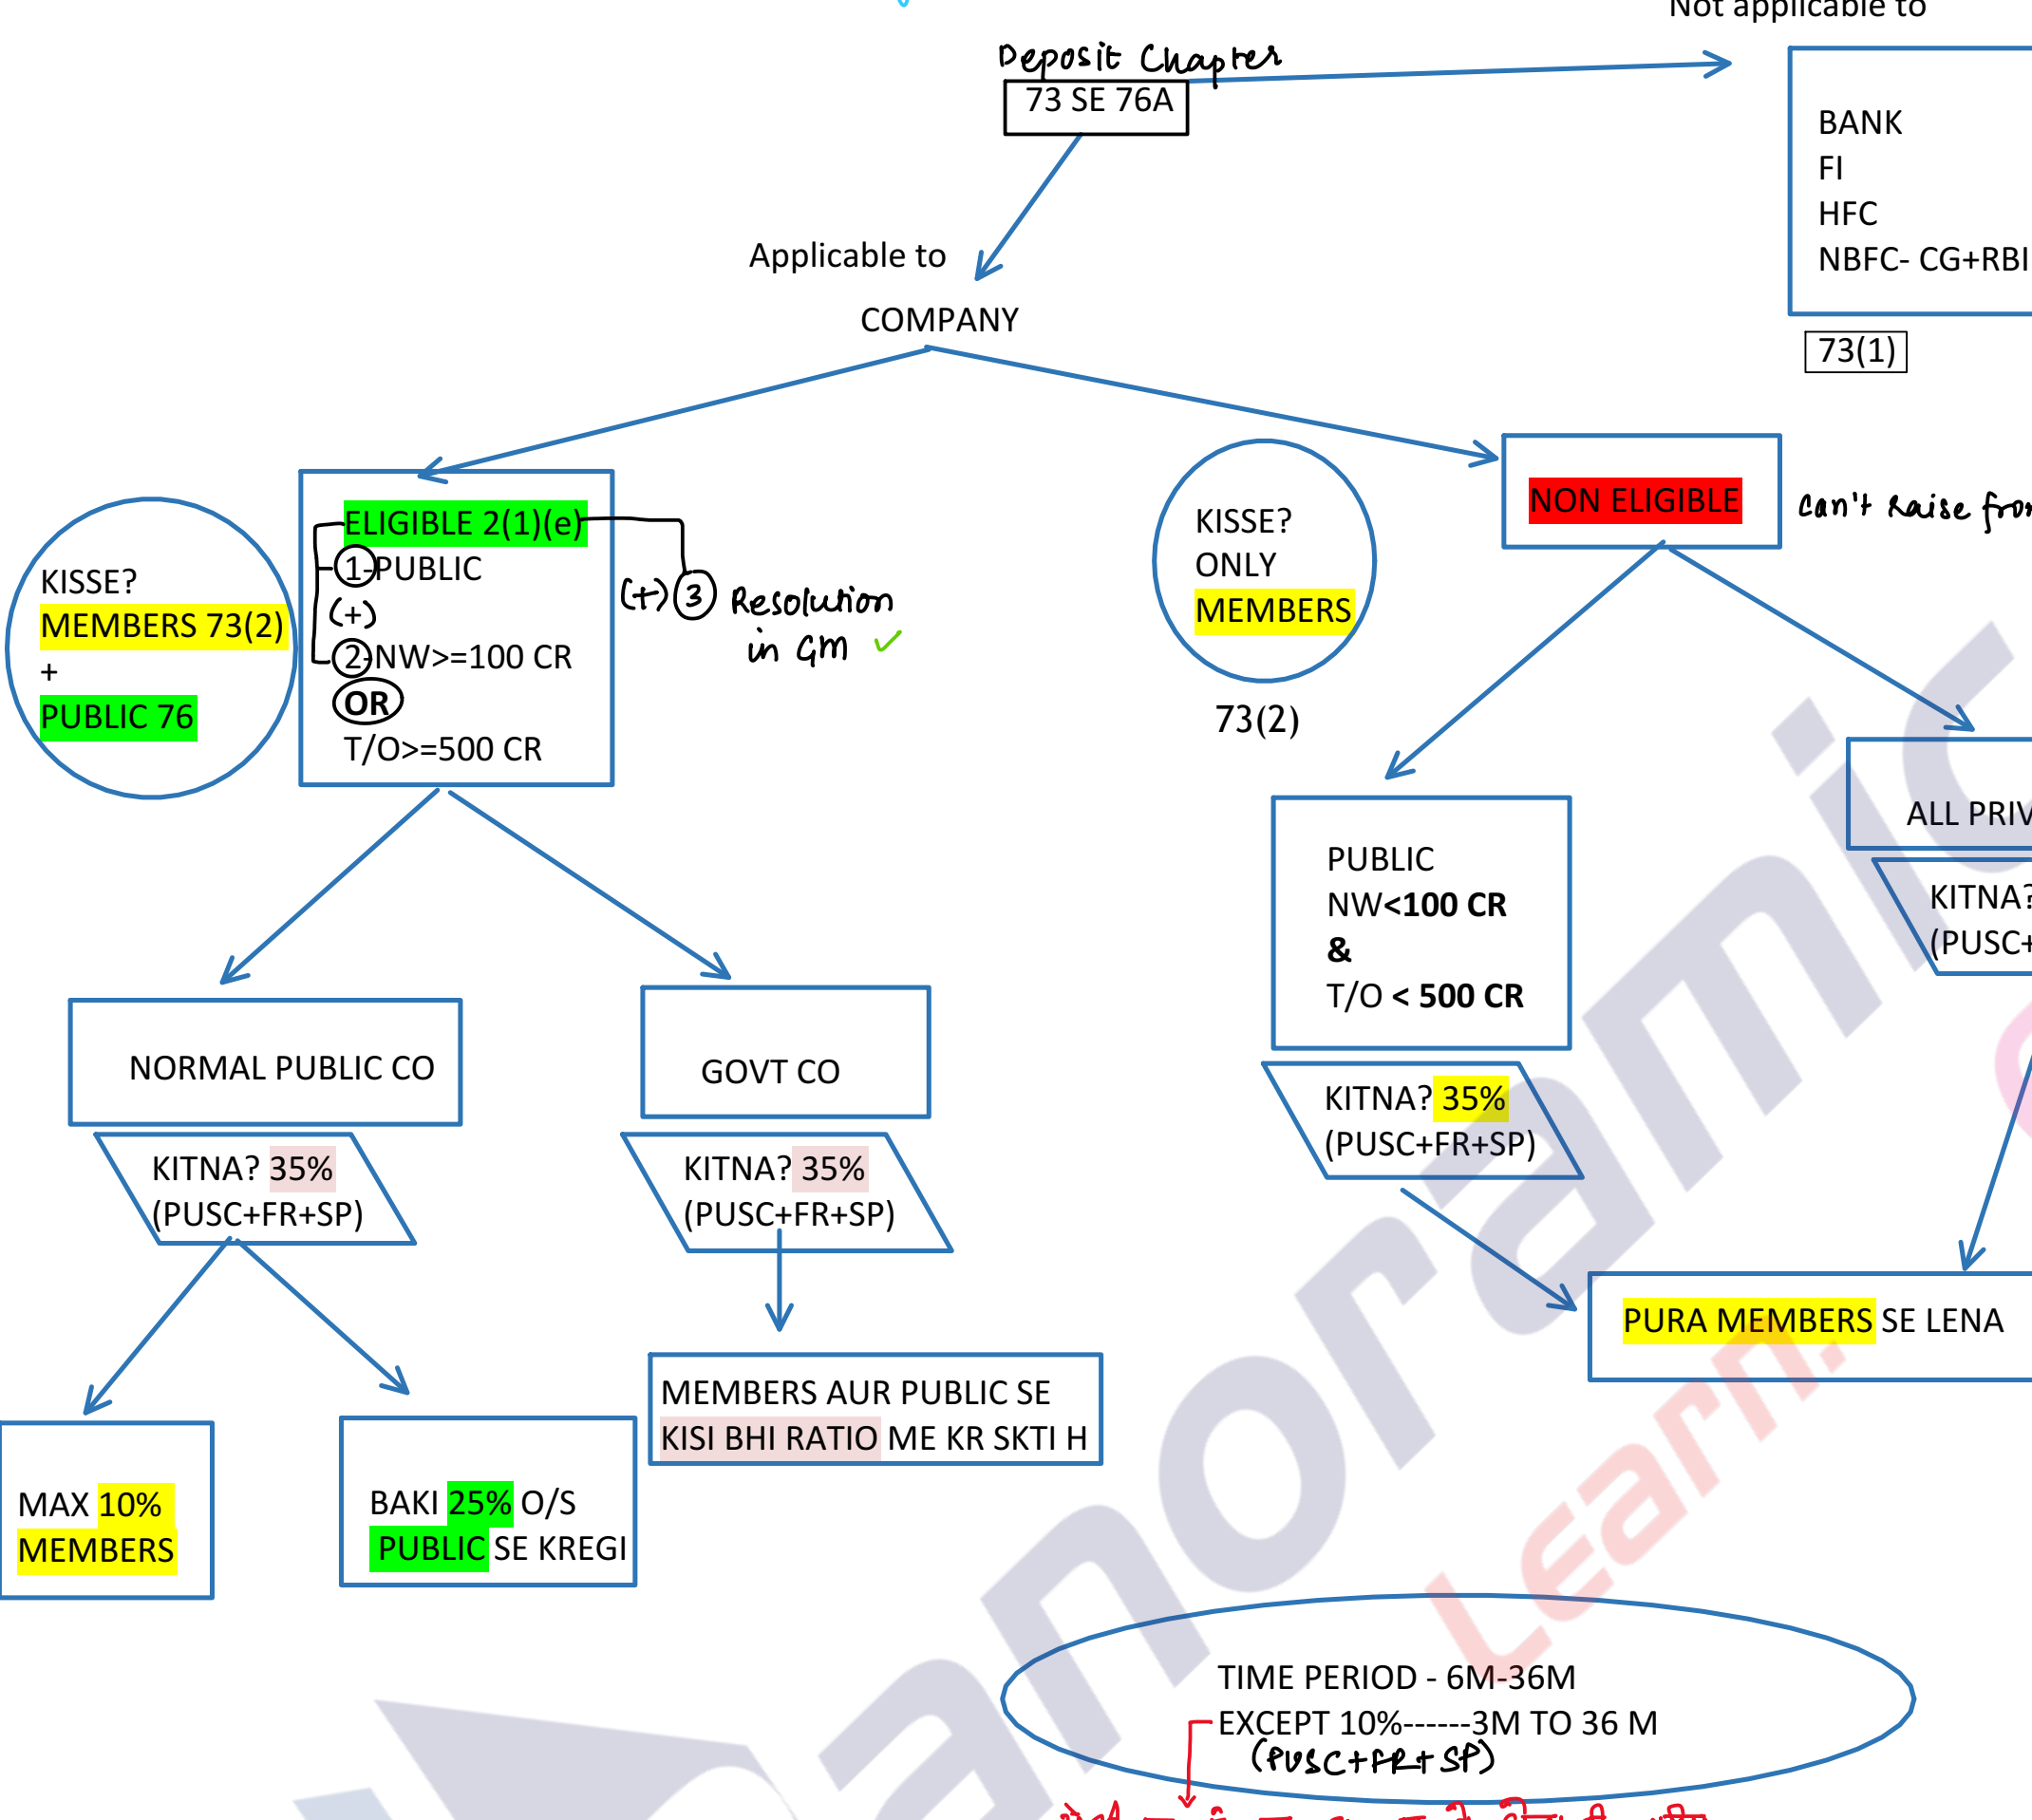 Not applicable to
Deposit Chapter
73 SE 76A
BANK
FI
HFC
NBFC- CG+RBI
73(1)
Applicable to
COMPANY
KISSE?
MEMBERS 73(2)
+
PUBLIC 76
ELIGIBLE 2(1)(e)
1-PUBLIC
(+)
2-NW>=100 CR
OR
T/O>=500 CR
(+) 3 Resolution
in GM ✓
KISSE?
ONLY
MEMBERS
73(2)
NON ELIGIBLE
can't raise from
PUBLIC
NW<100 CR
&
T/O < 500 CR
KITNA? 35%
(PUSC+FR+SP)
ALL PRIV
KITNA?
(PUSC+
PURA MEMBERS SE LENA
NORMAL PUBLIC CO
KITNA? 35%
(PUSC+FR+SP)
GOVT CO
KITNA? 35%
(PUSC+FR+SP)
MAX 10%
MEMBERS
BAKI 25% O/S
PUBLIC SE KREGI
MEMBERS AUR PUBLIC SE
KISI BHI RATIO ME KR SKTI H
TIME PERIOD - 6M-36M
EXCEPT 10%------3M TO 36 M
(PUSC+FR+SP)
anoramic
Learn.